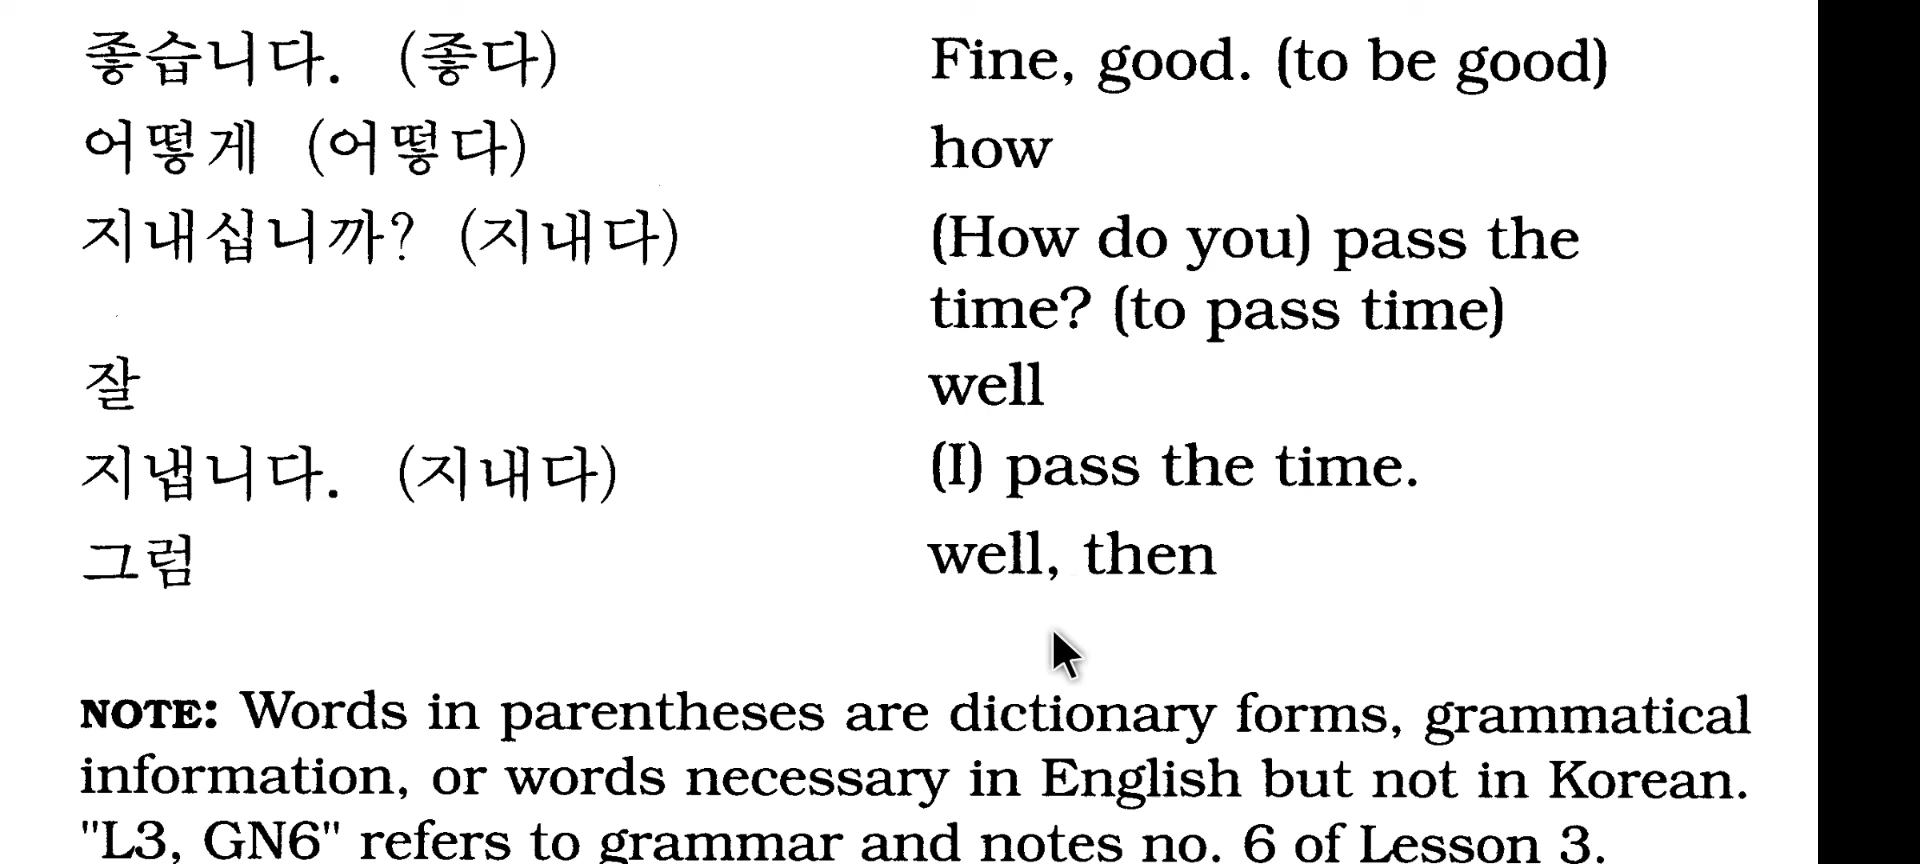 좋습니다. (좋다) Fine, good. (to be good)
어떻게 (어떻다) how
지내십니까? (지내다) (How do you) pass the
time? (to pass time)
잘 well
지냅니다. (지내다) (I) pass the time.
그럼 well, then
NOTE: Words in parentheses are dictionary forms, grammatical
information, or words necessary in English but not in Korean.
"L3, GN6" refers to grammar and notes no. 6 of Lesson 3.